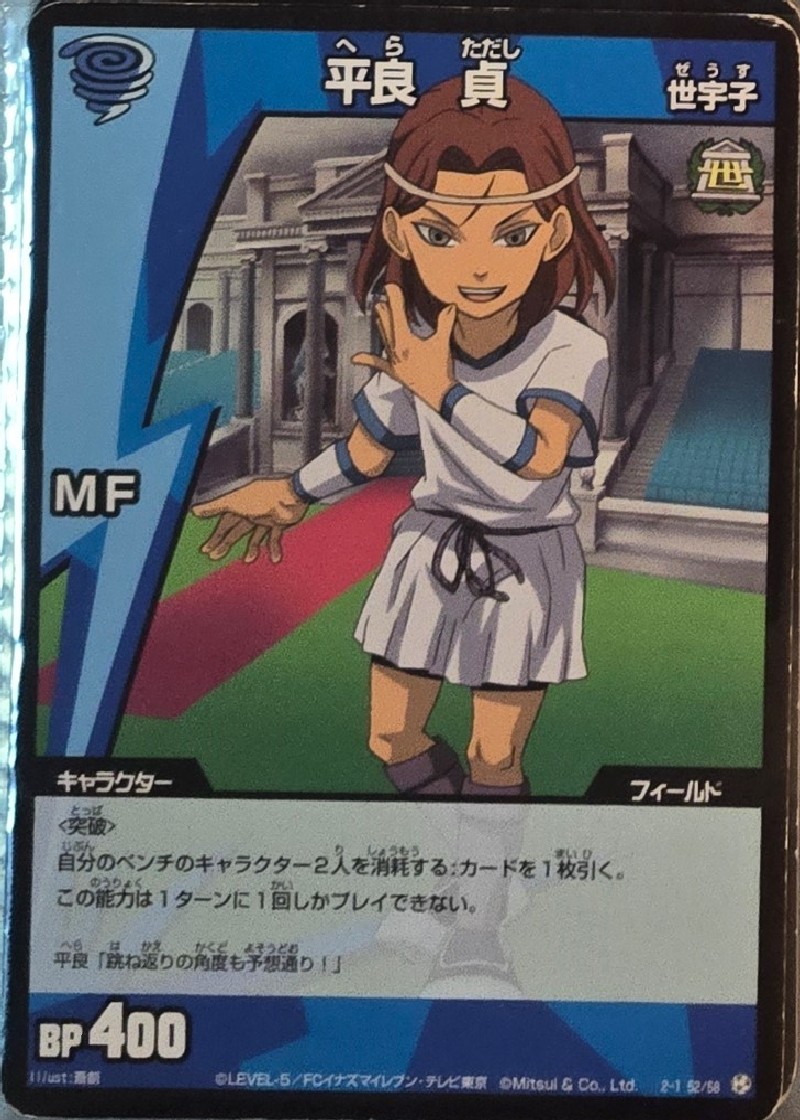 へら ただし
平良 貞
ぜうす
世宇子
世
MF
キャラクター
フィールド
とっぱ
<突破>
じぶん り しょうもう まい ひ
自分のベンチのキャラクター2人を消耗する:カードを1枚引く。
のうりょく かい
この能力は1ターンに1回しかプレイできない。
へら は かえ かくど よそうどお
平良「跳ね返りの角度も予想通り!」
BP 400
Illust:
©LEVEL-5/FCイナズマイレブン・テレビ東京 ©Mitsui & Co., Ltd. 2-1 52/58